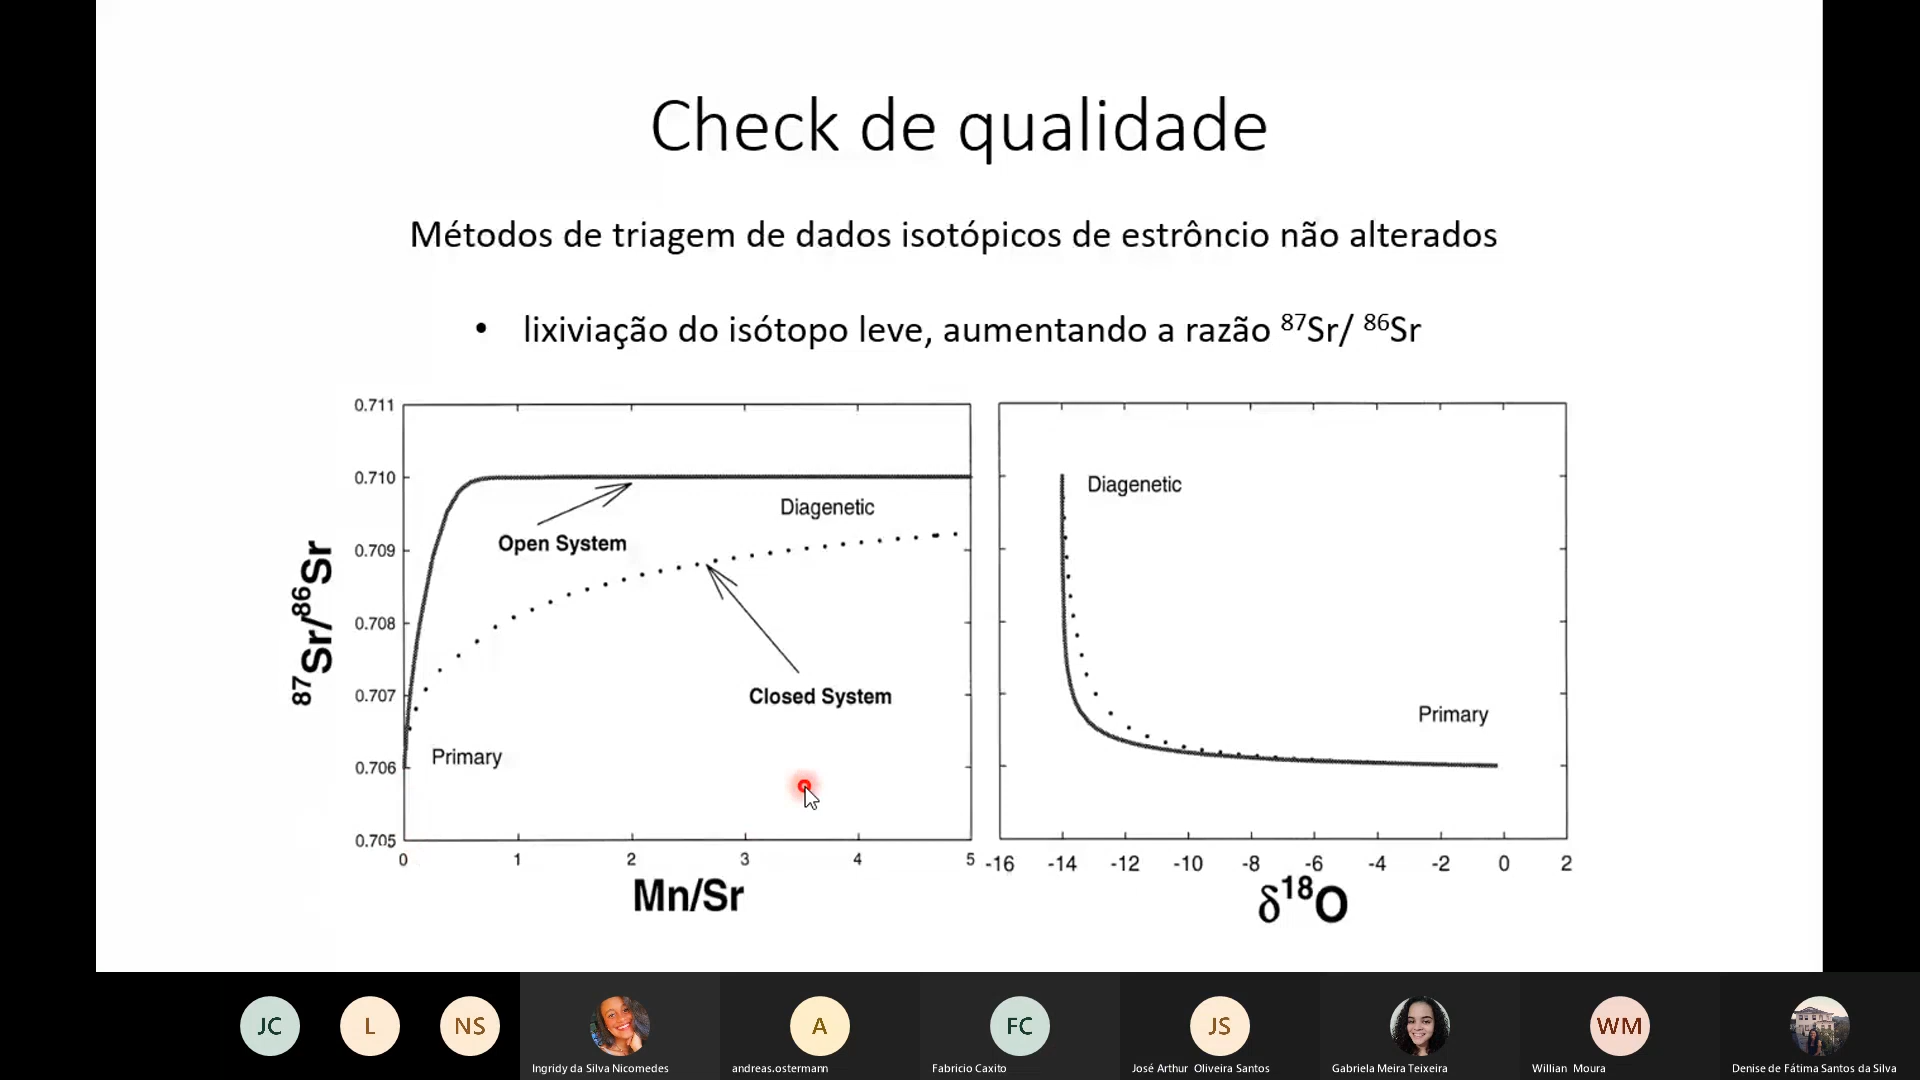 Check de qualidade
Métodos de triagem de dados isotópicos de estrôncio não alterados
• lixiviação do isótopo leve, aumentando a razão ⁸⁷Sr/ ⁸⁶Sr
0.711
0.710
0.709
0.708
0.707
0.706
0.705
⁸⁷Sr/⁸⁶Sr
Diagenetic
Open System
Closed System
Primary
0 1 2 3 4 5
Mn/Sr
Diagenetic
Primary
-16 -14 -12 -10 -8 -6 -4 -2 0 2
δ¹⁸O
JC L NS A FC JS WM
Ingridy da Silva Nicomedes
andreas.ostermann
Fabricio Caxito
José Arthur Oliveira Santos
Gabriela Meira Teixeira
Willian Moura
Denise de Fátima Santos da Silva